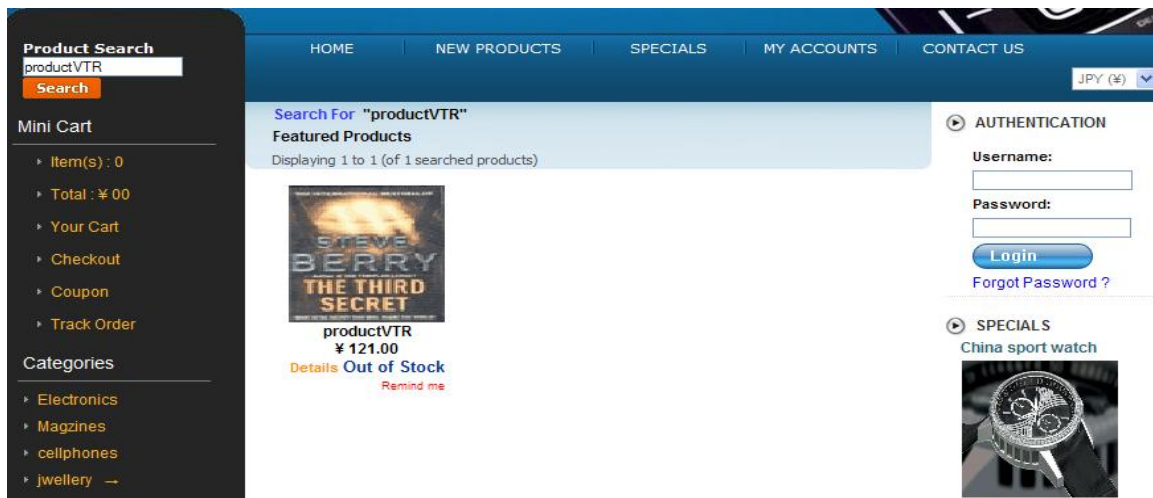 Product Search
productVTR
Search
Mini Cart
Item(s) : 0
Total : ¥ 00
Your Cart
Checkout
Coupon
Track Order
Categories
Electronics
Magzines
cellphones
jwellery →
HOME NEW PRODUCTS SPECIALS MY ACCOUNTS CONTACT US
JPY (¥)
Search For "productVTR"
Featured Products
Displaying 1 to 1 (of 1 searched products)
STEVE
BERRY
THE THIRD
SECRET
productVTR
¥ 121.00
Details Out of Stock
Remind me
AUTHENTICATION
Username:
Password:
Login
Forgot Password ?
SPECIALS
China sport watch